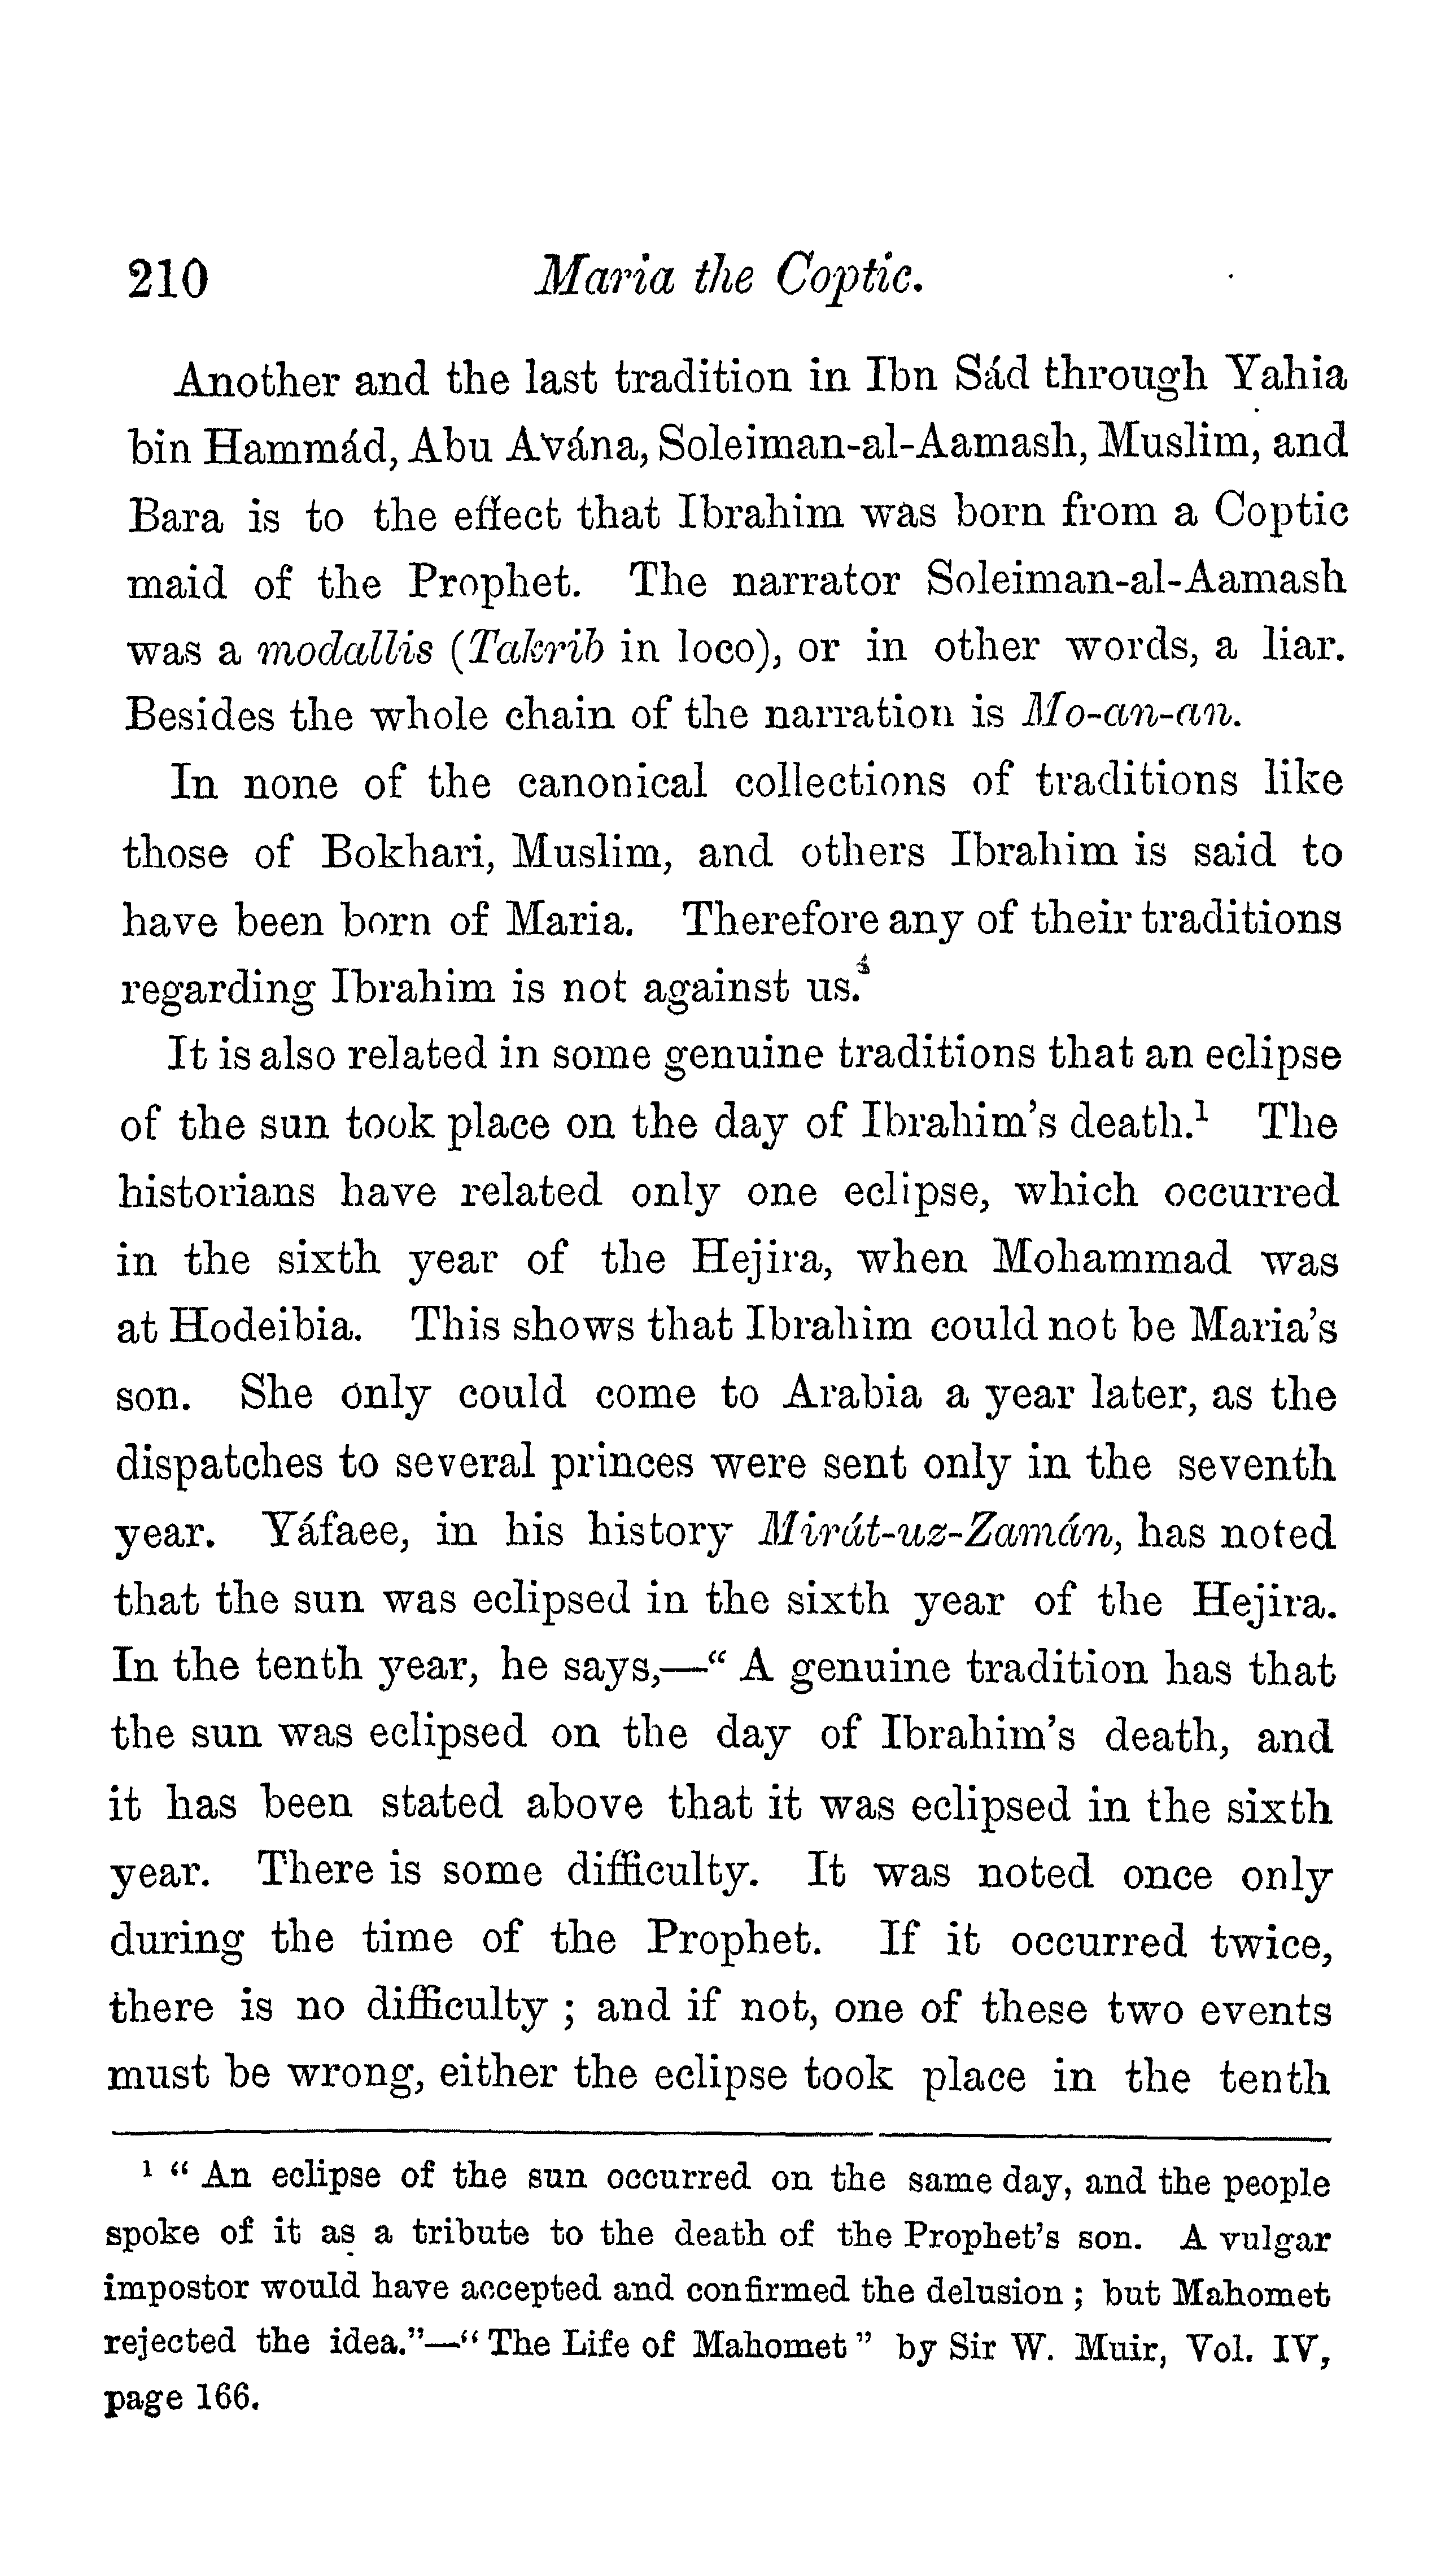 210 Maria the Coptic.
Another and the last tradition in Ibn Sád through Yahia
bin Hammád, Abu Avána, Soleiman-al-Aamash, Muslim, and
Bara is to the effect that Ibrahim was born from a Coptic
maid of the Prophet. The narrator Soleiman-al-Aamash
was a modallis (Takrib in loco), or in other words, a liar.
Besides the whole chain of the narration is Mo-an-an.
In none of the canonical collections of traditions like
those of Bokhari, Muslim, and others Ibrahim is said to
have been born of Maria. Therefore any of their traditions
regarding Ibrahim is not against us.
It is also related in some genuine traditions that an eclipse
of the sun took place on the day of Ibrahim's death.¹ The
historians have related only one eclipse, which occurred
in the sixth year of the Hejira, when Mohammad was
at Hodeibia. This shows that Ibrahim could not be Maria's
son. She only could come to Arabia a year later, as the
dispatches to several princes were sent only in the seventh
year. Yáfaee, in his history Mirát-uz-Zamán, has noted
that the sun was eclipsed in the sixth year of the Hejira.
In the tenth year, he says,—“ A genuine tradition has that
the sun was eclipsed on the day of Ibrahim's death, and
it has been stated above that it was eclipsed in the sixth
year. There is some difficulty. It was noted once only
during the time of the Prophet. If it occurred twice,
there is no difficulty ; and if not, one of these two events
must be wrong, either the eclipse took place in the tenth
¹ “ An eclipse of the sun occurred on the same day, and the people
spoke of it as a tribute to the death of the Prophet's son. A vulgar
impostor would have accepted and confirmed the delusion ; but Mahomet
rejected the idea.”—“ The Life of Mahomet ” by Sir W. Muir, Vol. IV,
page 166.